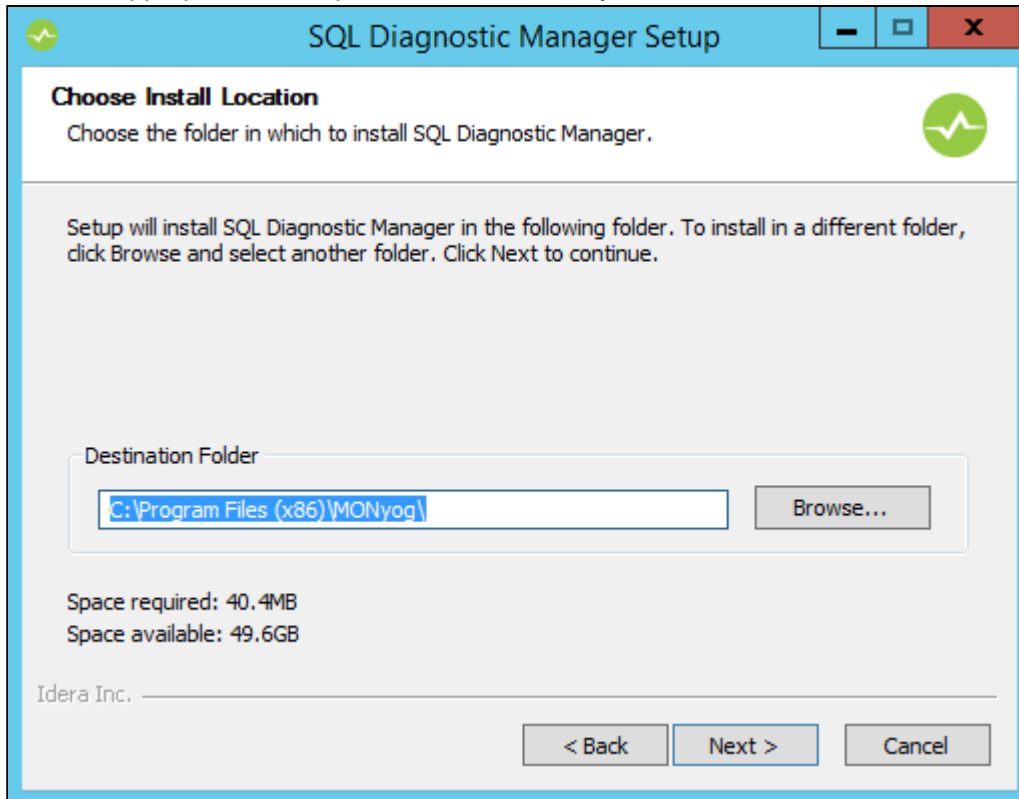 SQL Diagnostic Manager Setup
Choose Install Location
Choose the folder in which to install SQL Diagnostic Manager.
Setup will install SQL Diagnostic Manager in the following folder. To install in a different folder,
click Browse and select another folder. Click Next to continue.
Destination Folder
C:\Program Files (x86)\MONyog\
Browse...
Space required: 40.4MB
Space available: 49.6GB
Idera Inc.
< Back Next > Cancel